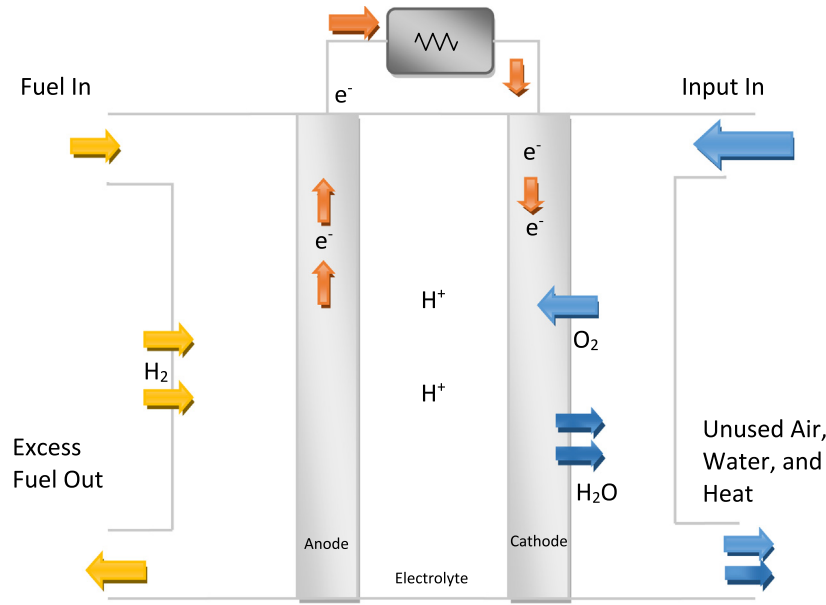 Fuel In
e⁻
Input In
e⁻
e⁻
e⁻
H⁺
O₂
H₂
H⁺
Excess
Fuel Out
Unused Air,
Water, and
Heat
H₂O
Anode
Cathode
Electrolyte